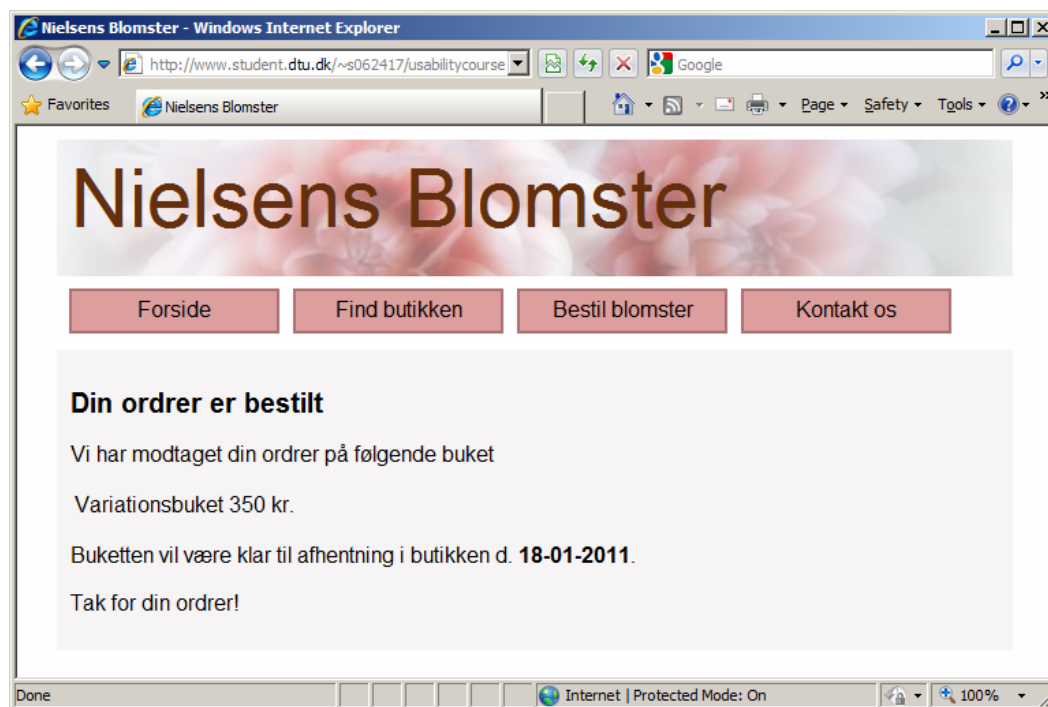 Nielsens Blomster - Windows Internet Explorer
http://www.student.dtu.dk/~s062417/usabilitycourse
Google
Favorites
Nielsens Blomster
Page
Safety
Tools
»
Nielsens Blomster
Forside
Find butikken
Bestil blomster
Kontakt os
Din ordrer er bestilt
Vi har modtaget din ordrer på følgende buket
Variationsbuket 350 kr.
Buketten vil være klar til afhentning i butikken d. 18-01-2011.
Tak for din ordrer!
Done
Internet | Protected Mode: On
100%